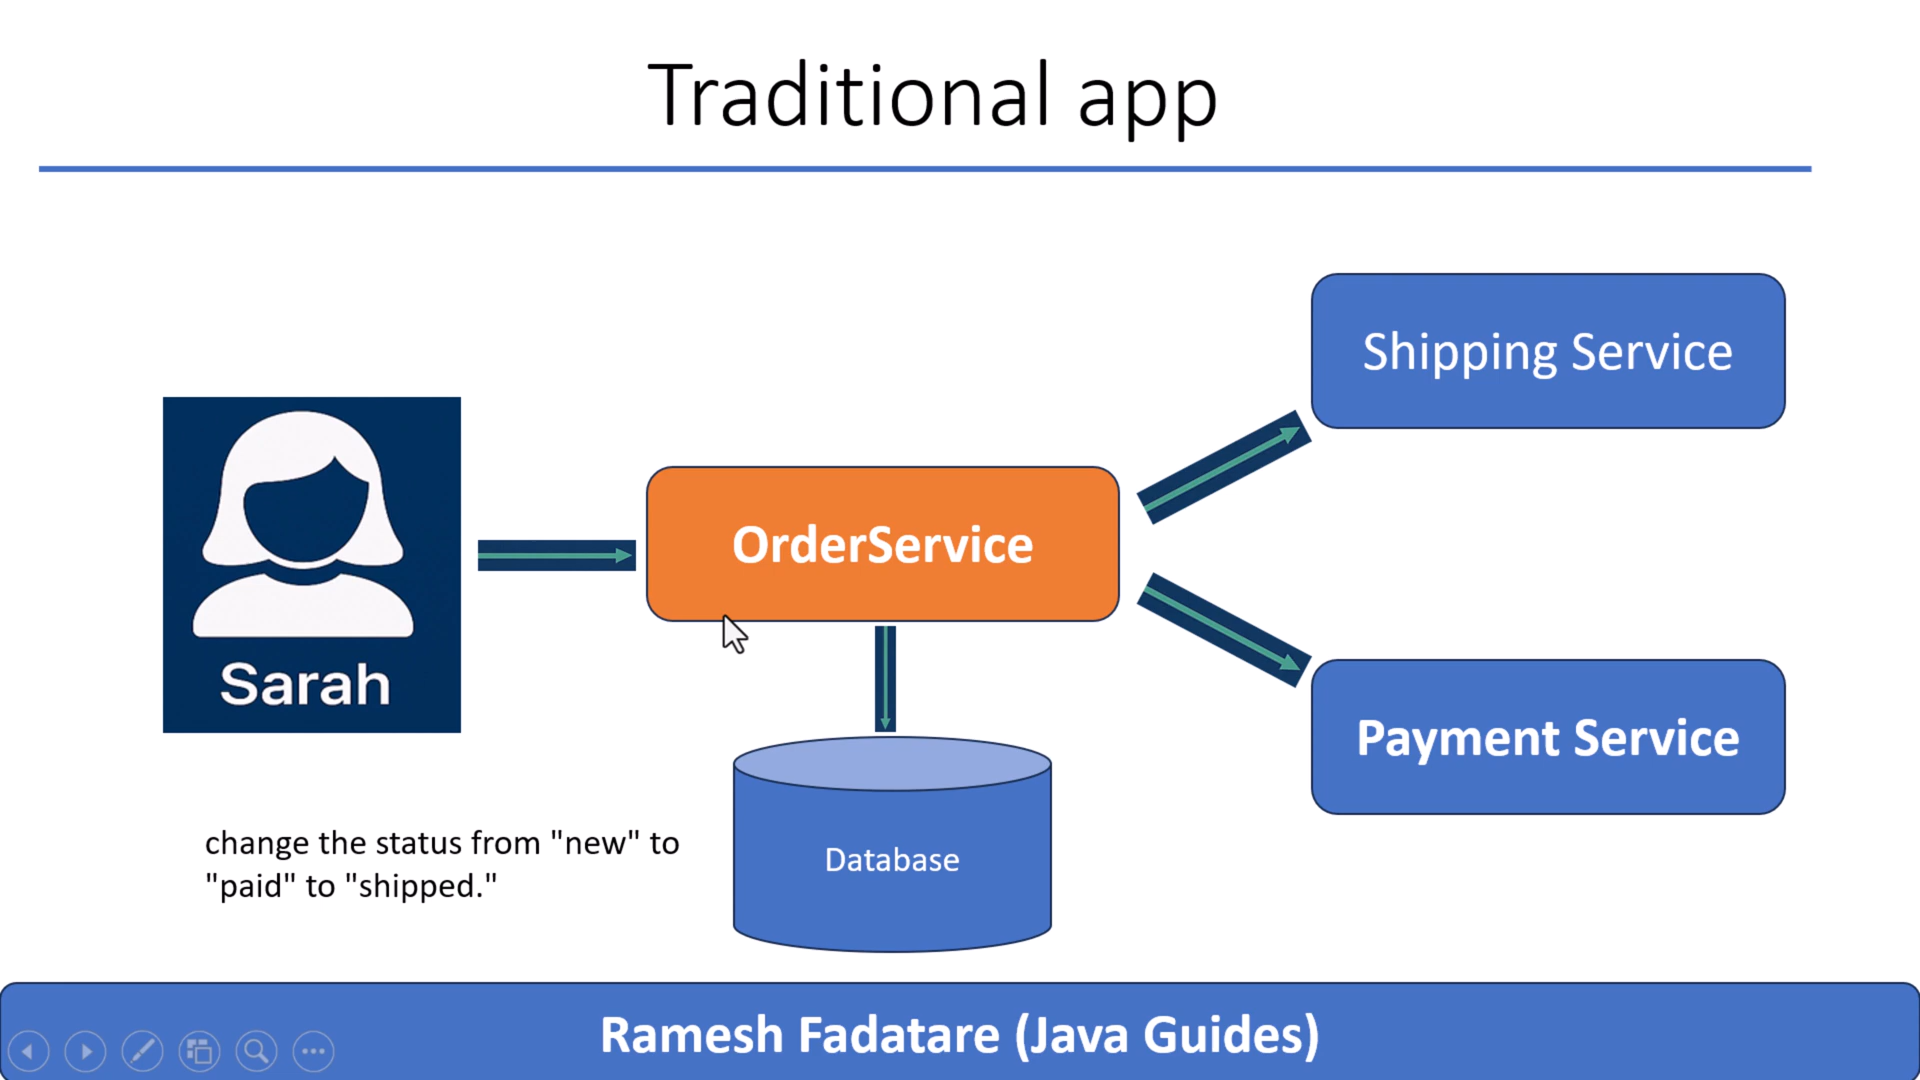 Traditional app
Shipping Service
OrderService
Sarah
Payment Service
change the status from "new" to
"paid" to "shipped."
Database
Ramesh Fadatare (Java Guides)